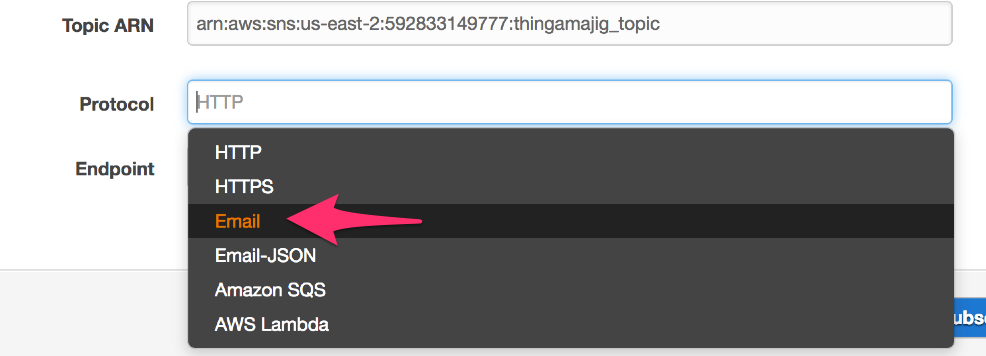 Topic ARN arn:aws:sns:us-east-2:592833149777:thingamajig_topic
Protocol HTTP
Endpoint
HTTP
HTTPS
Email
Email-JSON
Amazon SQS
AWS Lambda